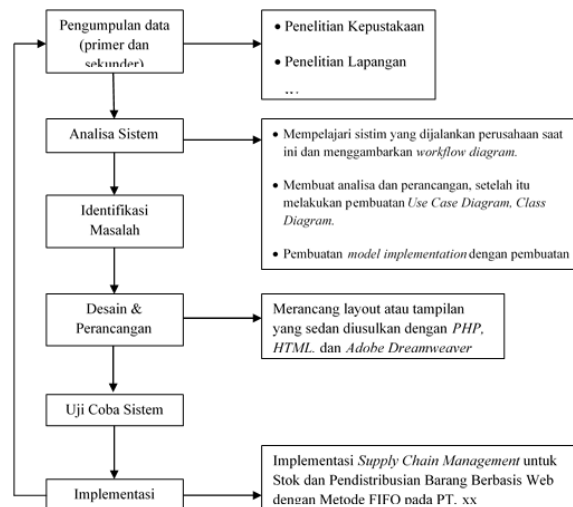 Pengumpulan data
(primer dan
sekunder)
• Penelitian Kepustakaan
• Penelitian Lapangan
Analisa Sistem
• Mempelajari sistim yang dijalankan perusahaan saat
ini dan menggambarkan workflow diagram.
• Membuat analisa dan perancangan, setelah itu
melakukan pembuatan Use Case Diagram, Class
Diagram.
• Pembuatan model implementation dengan pembuatan
Identifikasi
Masalah
Desain &
Perancangan
Merancang layout atau tampilan
yang sedan diusulkan dengan PHP,
HTML. dan Adobe Dreamweaver
Uji Coba Sistem
Implementasi
Implementasi Supply Chain Management untuk
Stok dan Pendistribusian Barang Berbasis Web
dengan Metode FIFO pada PT. xx